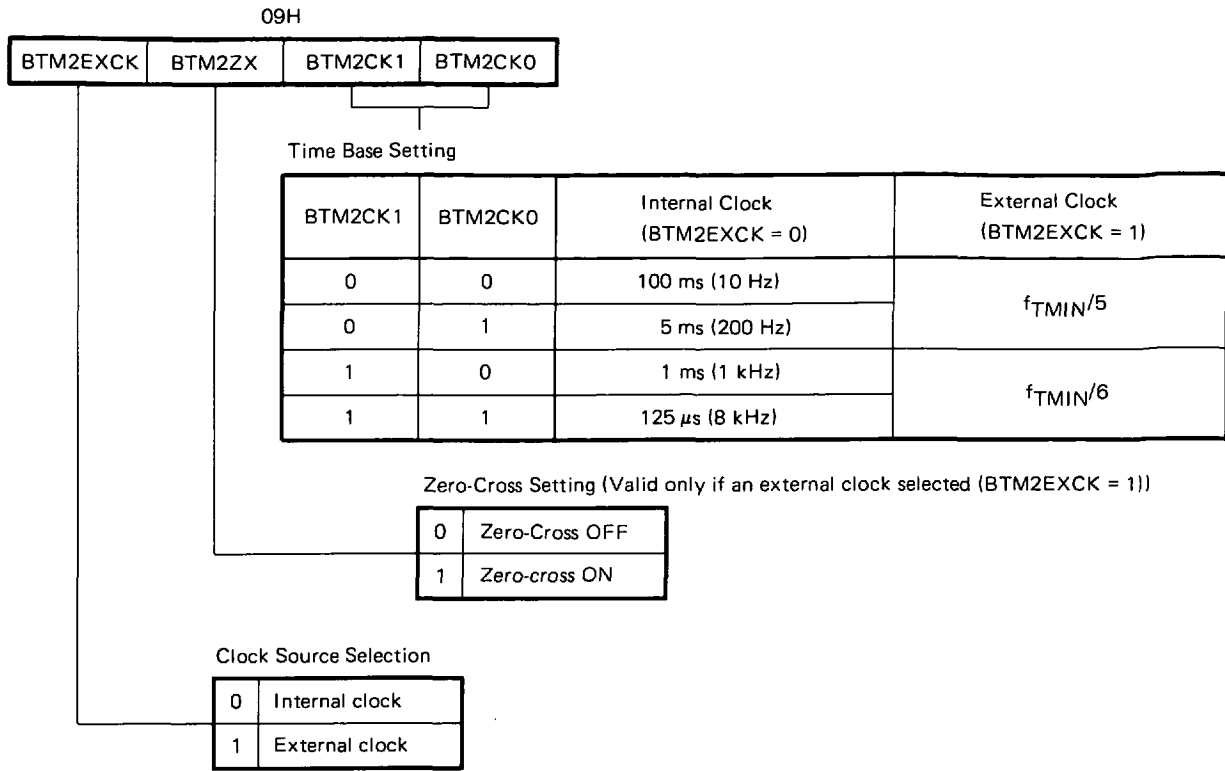 09H
BTM2EXCK BTM2ZX BTM2CK1 BTM2CK0
Time Base Setting
BTM2CK1 BTM2CK0 Internal Clock (BTM2EXCK = 0) External Clock (BTM2EXCK = 1)
0 0 100 ms (10 Hz) fTMIN/5
0 1 5 ms (200 Hz)
1 0 1 ms (1 kHz) fTMIN/6
1 1 125 μs (8 kHz)
Zero-Cross Setting (Valid only if an external clock selected (BTM2EXCK = 1))
0 Zero-Cross OFF
1 Zero-cross ON
Clock Source Selection
0 Internal clock
1 External clock